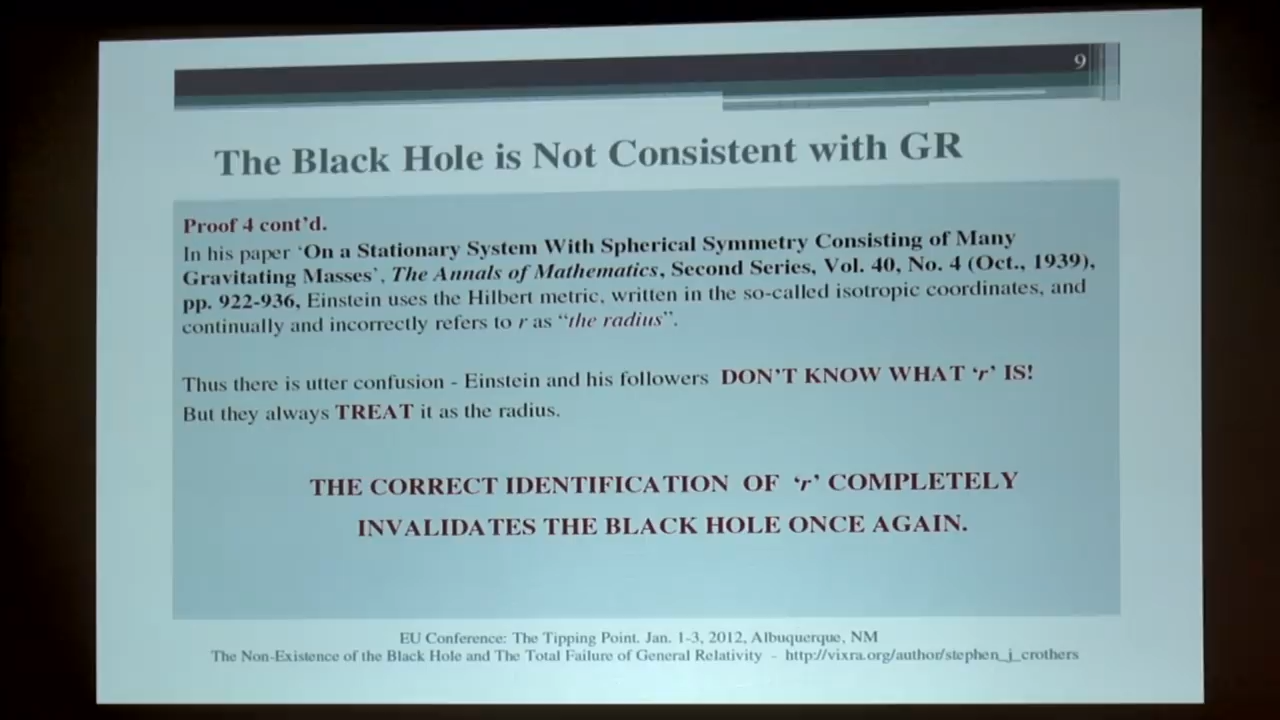 9
The Black Hole is Not Consistent with GR
Proof 4 cont'd.
In his paper ‘On a Stationary System With Spherical Symmetry Consisting of Many
Gravitating Masses’, The Annals of Mathematics, Second Series, Vol. 40, No. 4 (Oct., 1939),
pp. 922-936, Einstein uses the Hilbert metric, written in the so-called isotropic coordinates, and
continually and incorrectly refers to r as “the radius”.
Thus there is utter confusion - Einstein and his followers DON'T KNOW WHAT ‘r’ IS!
But they always TREAT it as the radius.
THE CORRECT IDENTIFICATION OF ‘r’ COMPLETELY
INVALIDATES THE BLACK HOLE ONCE AGAIN.
EU Conference: The Tipping Point. Jan. 1-3, 2012, Albuquerque, NM
The Non-Existence of the Black Hole and The Total Failure of General Relativity - http://vixra.org/author/stephen_j_crothers